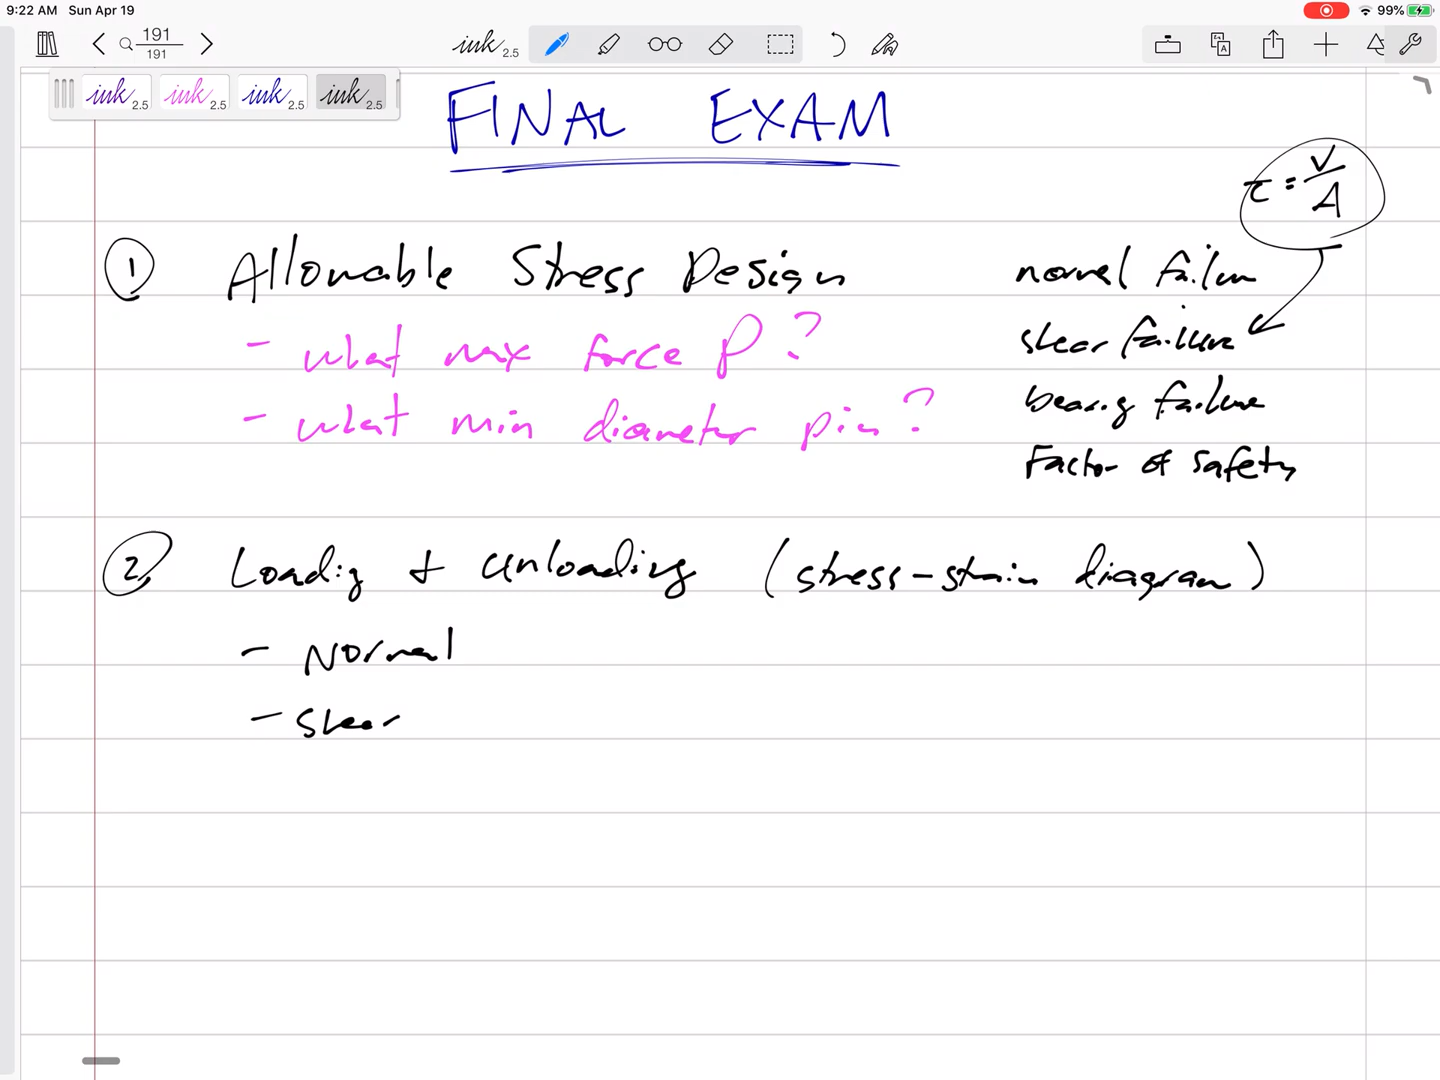 9:22 AM Sun Apr 19
99%
191
191
ink 2.5
ink 2.5 ink 2.5 ink 2.5 ink 2.5
FINAL EXAM
τ = V/A
1 Allowable Stress Design
- what max force P?
- what min diameter pin?
normal failure
shear failure
bearing failure
Factor of safety
2 Loading + unloading (stress-strain diagram)
- Normal
- Shear